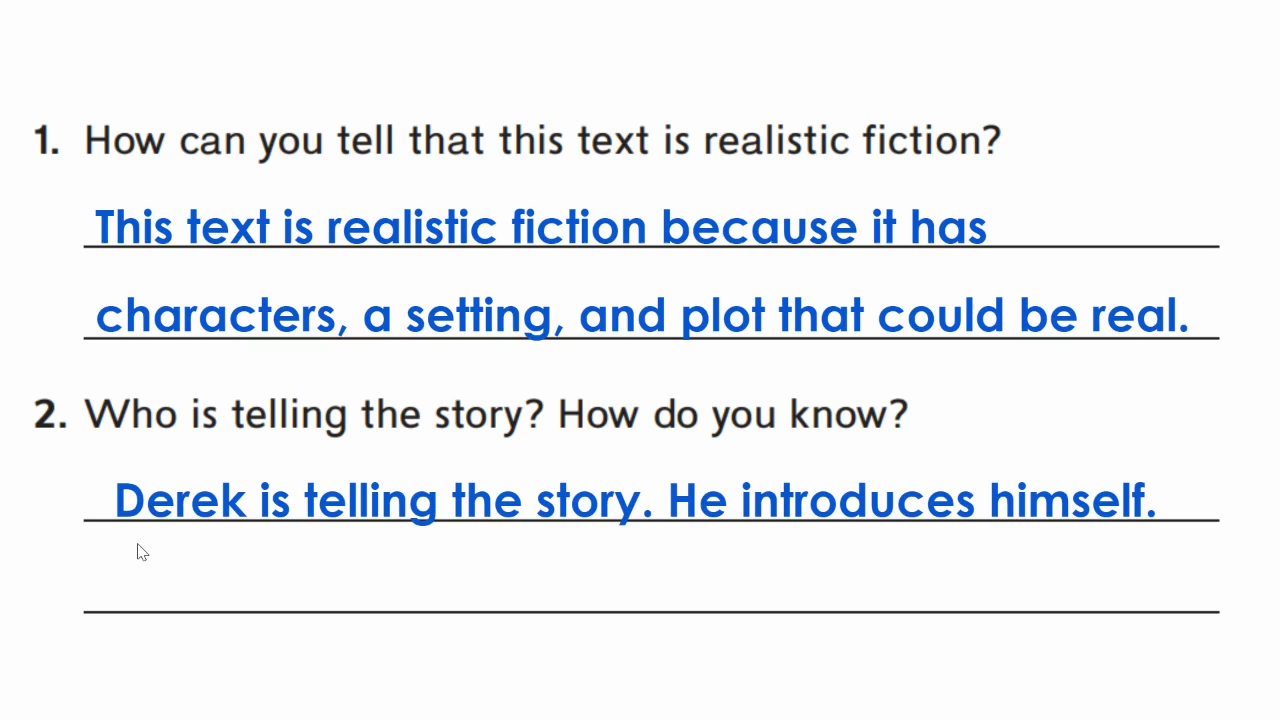 1. How can you tell that this text is realistic fiction?
This text is realistic fiction because it has
characters, a setting, and plot that could be real.
2. Who is telling the story? How do you know?
Derek is telling the story. He introduces himself.